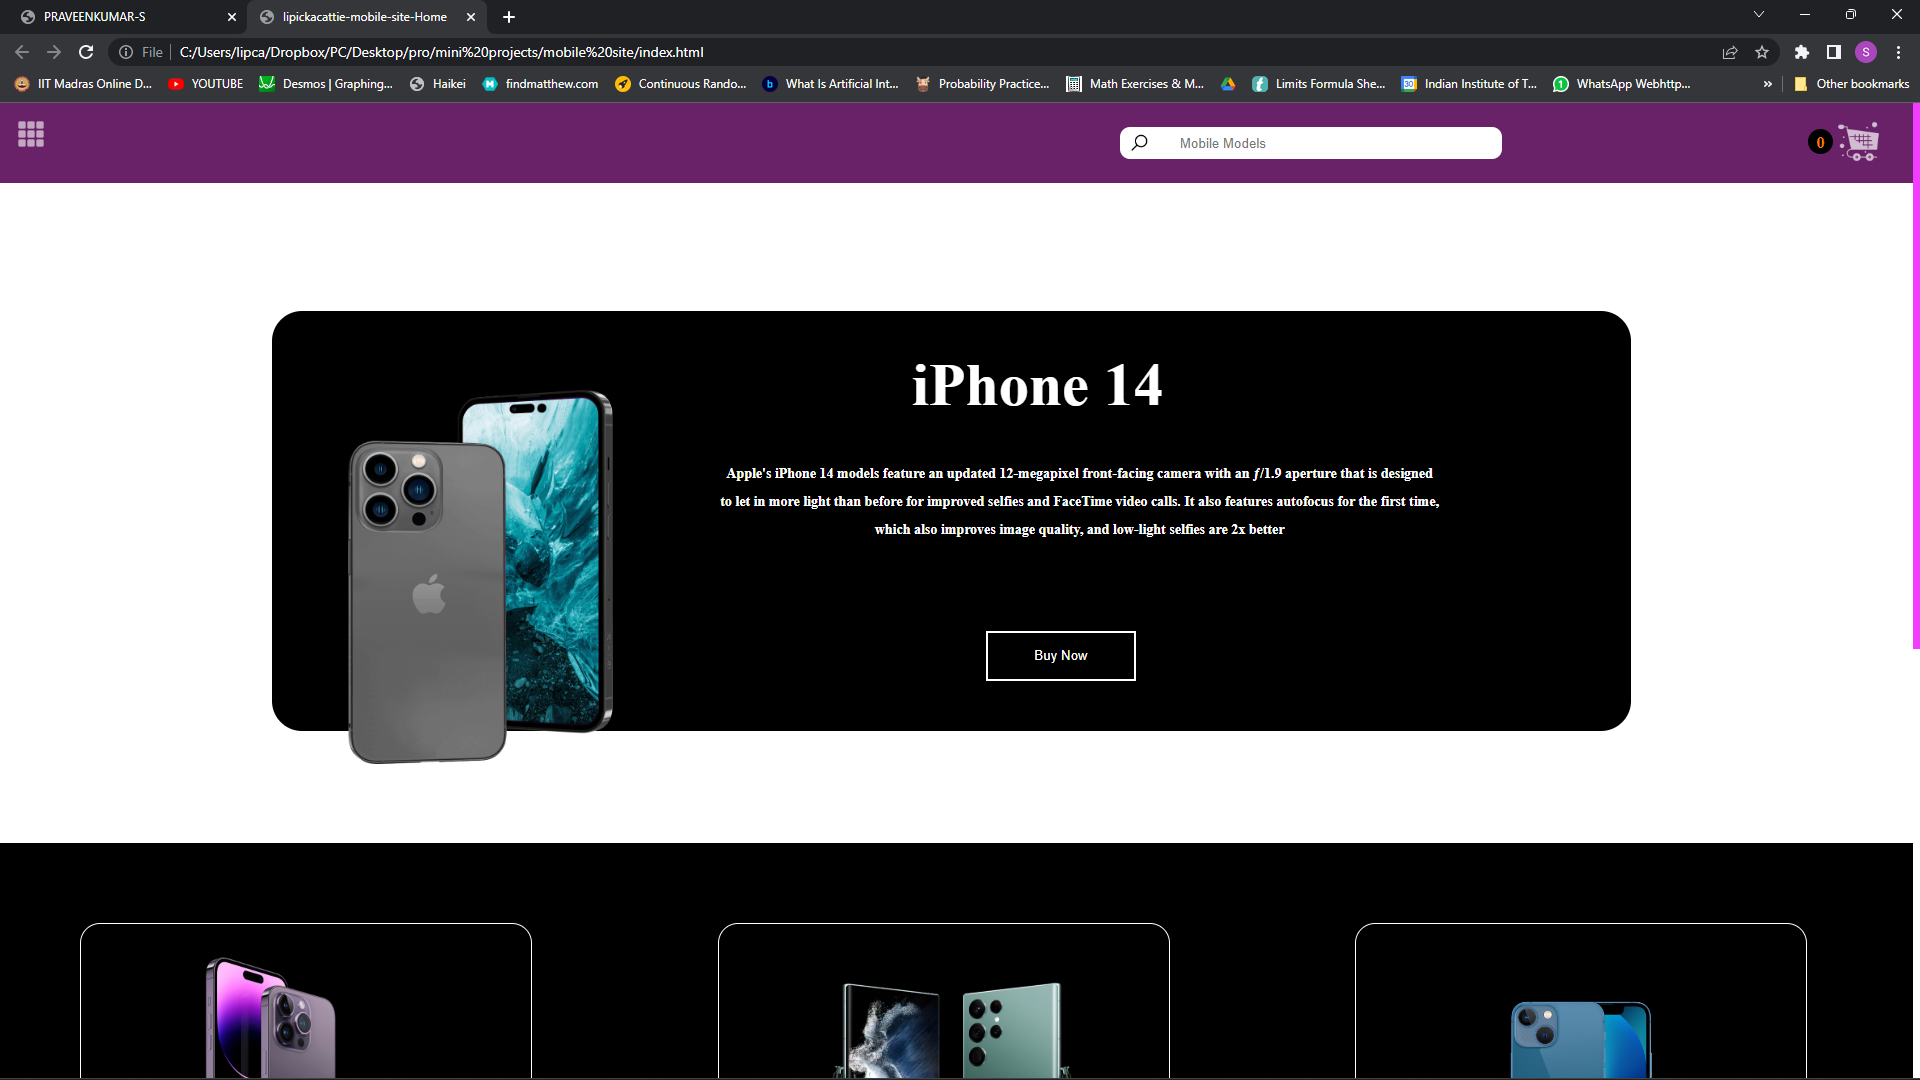 PRAVEENKUMAR-S
lipickacattie-mobile-site-Home
File
C:/Users/lipca/Dropbox/PC/Desktop/pro/mini%20projects/mobile%20site/index.html
S
IIT Madras Online D...
YOUTUBE
Desmos | Graphing...
Haikei
findmatthew.com
Continuous Rando...
What Is Artificial Int...
Probability Practice...
Math Exercises & M...
Limits Formula She...
Indian Institute of T...
WhatsApp Webhttp...
»
Other bookmarks
Mobile Models
0
iPhone 14
Apple's iPhone 14 models feature an updated 12-megapixel front-facing camera with an ƒ/1.9 aperture that is designed
to let in more light than before for improved selfies and FaceTime video calls. It also features autofocus for the first time,
which also improves image quality, and low-light selfies are 2x better
Buy Now